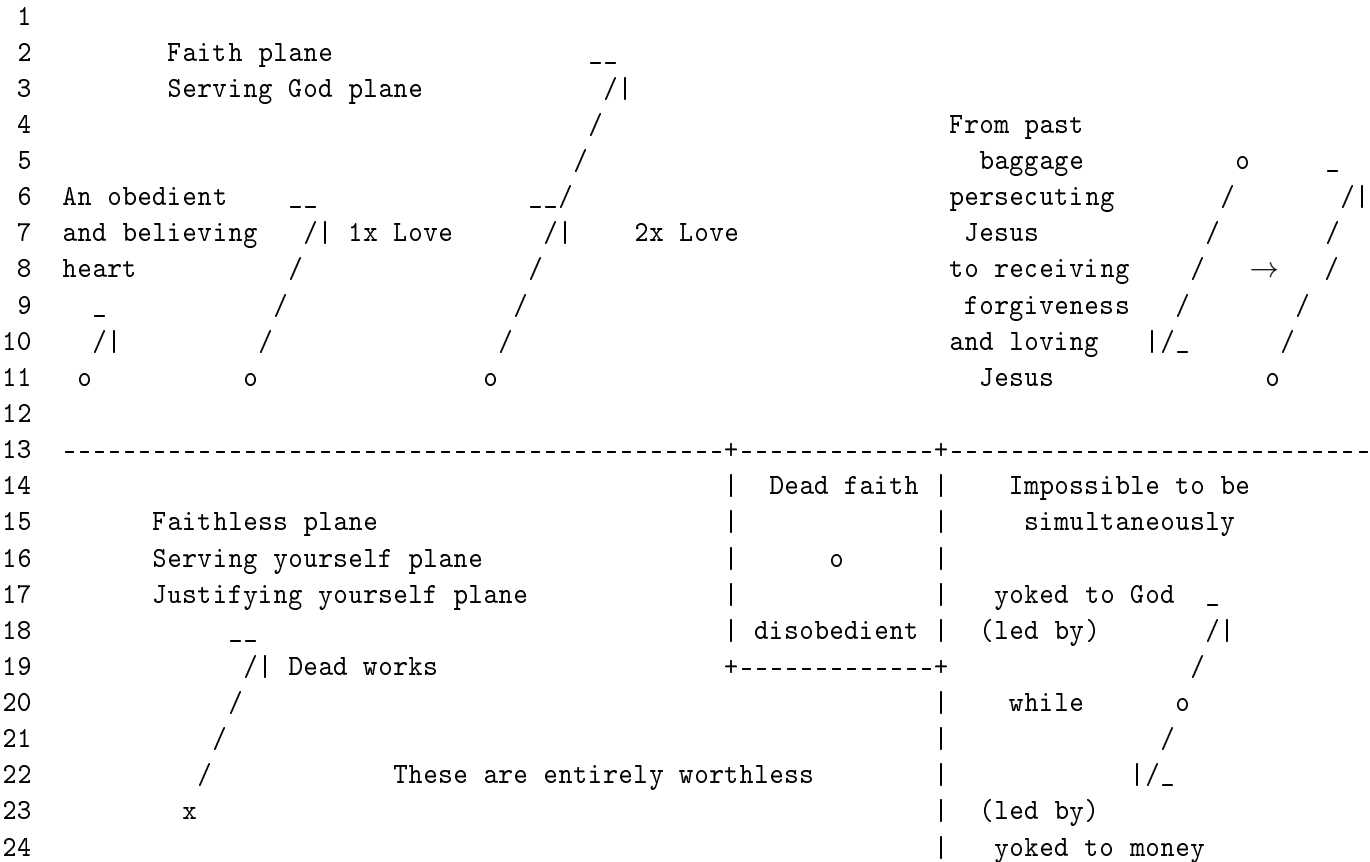 1
2         Faith plane                 __
3         Serving God plane            /|
4                                     /                       From past
5                                    /                          baggage          o     _
6  An obedient    __              __/                         persecuting       /       /|
7  and believing   /| 1x Love      /|    2x Love               Jesus           /       /
8  heart          /               /                           to receiving    /   →   /
9    _           /               /                             forgiveness   /       /
10   /|         /               /                             and loving   |/_      /
11  o          o               o                                Jesus              o
12
13 --------------------------------------------+-------------+----------------------------
14                                             |  Dead faith |    Impossible to be
15       Faithless plane                       |             |     simultaneously
16       Serving yourself plane                |      o      |
17       Justifying yourself plane             |             |   yoked to God  _
18            __                               | disobedient |  (led by)       /|
19             /| Dead works                   +-------------+                /
20            /                                              |    while      o
21           /                                               |              /
22          /            These are entirely worthless        |            |/_
23         x                                                 |  (led by)
24                                                           |   yoked to money